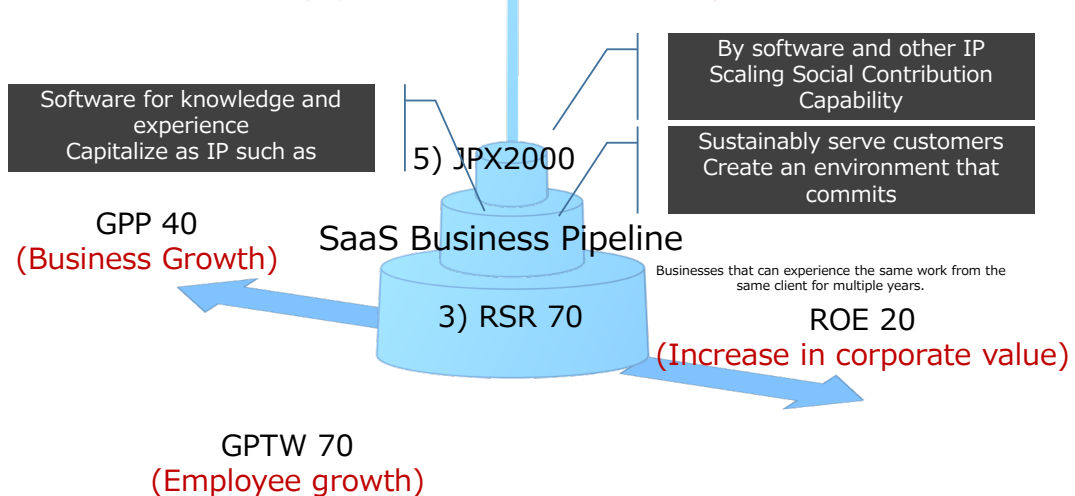 By software and other IP
Scaling Social Contribution
Capability
Software for knowledge and
experience
Capitalize as IP such as
Sustainably serve customers
Create an environment that
commits
5) JPX2000
GPP 40
(Business Growth)
SaaS Business Pipeline
Businesses that can experience the same work from the
same client for multiple years.
3) RSR 70
ROE 20
(Increase in corporate value)
GPTW 70
(Employee growth)